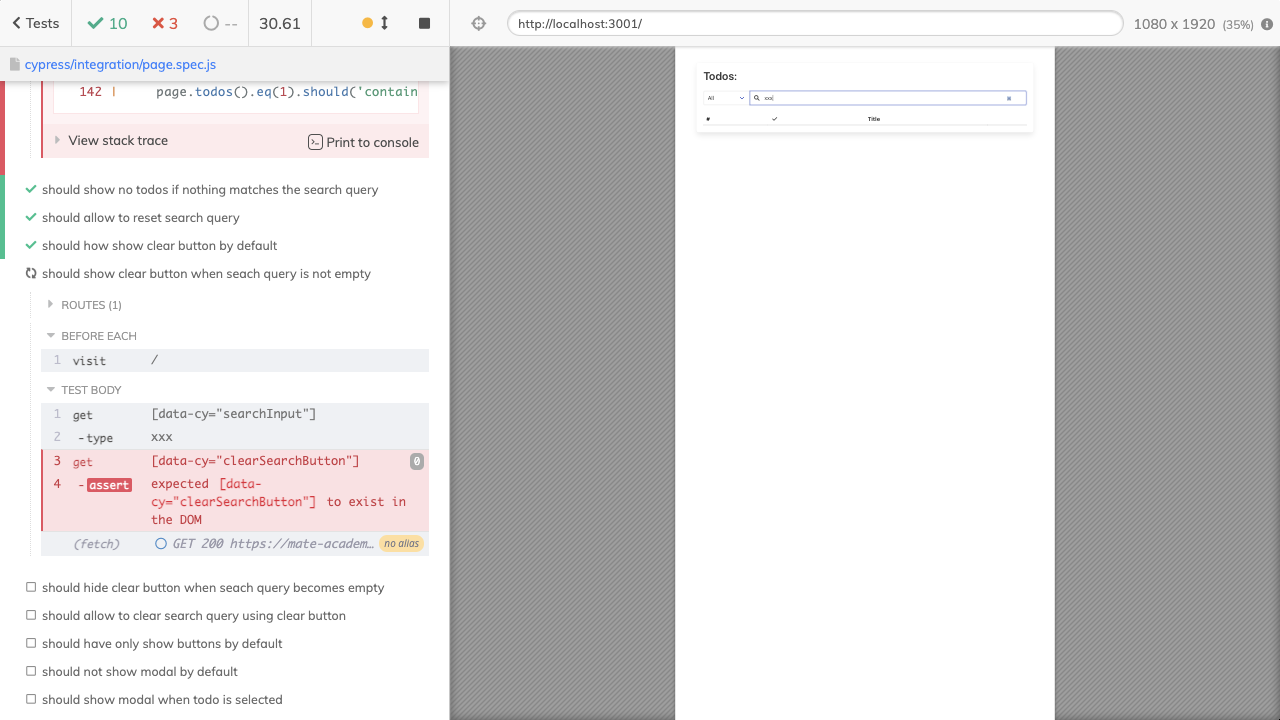 Tests
10
3
--
30.61
http://localhost:3001/
1080 x 1920 (35%)
cypress/integration/page.spec.js
142 | page.todos().eq(1).should('contain
View stack trace
Print to console
should show no todos if nothing matches the search query
should allow to reset search query
should how show clear button by default
should show clear button when seach query is not empty
ROUTES (1)
BEFORE EACH
1 visit /
TEST BODY
1 get [data-cy="searchInput"]
2 -type xxx
3 get [data-cy="clearSearchButton"] 0
4 -assert expected [data-
cy="clearSearchButton"] to exist in
the DOM
(fetch) GET 200 https://mate-academ… no alias
should hide clear button when seach query becomes empty
should allow to clear search query using clear button
should have only show buttons by default
should not show modal by default
should show modal when todo is selected
Todos:
All
xxx
# Title